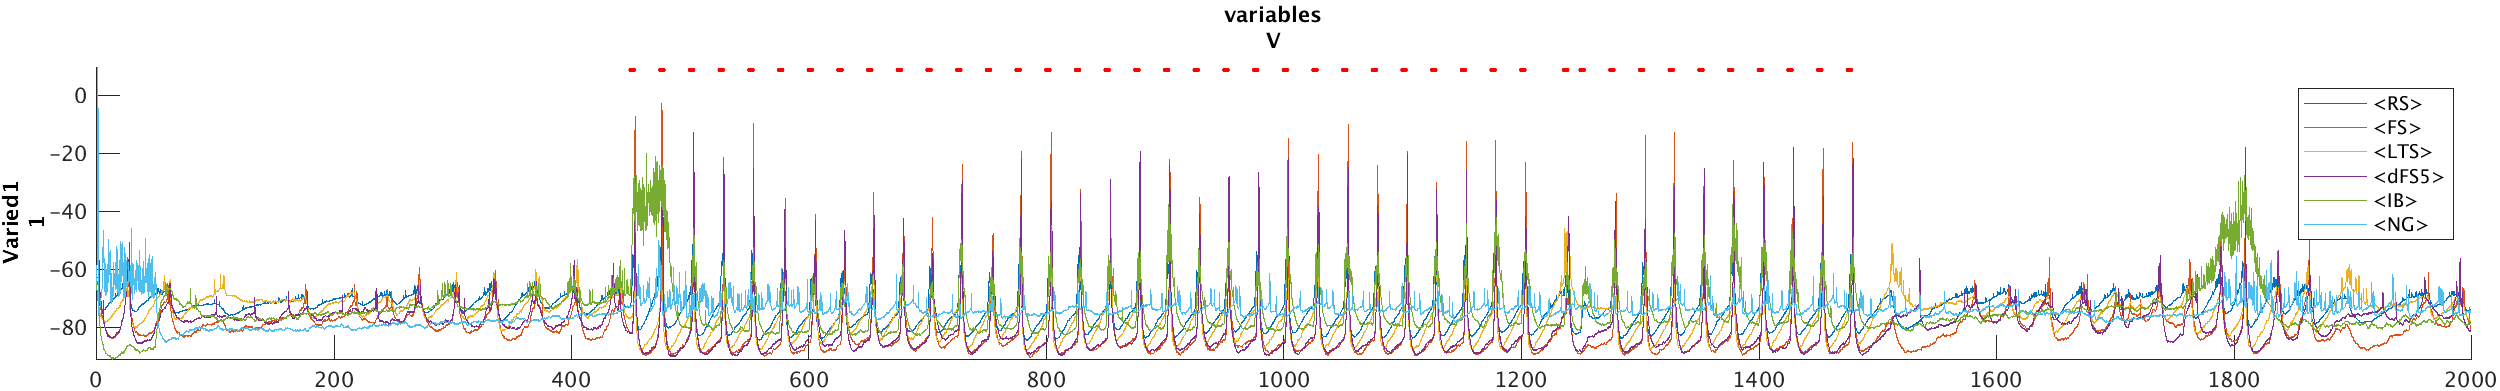 variables
V
Varied1
1
0
−20
−40
−60
−80
<RS>
<FS>
<LTS>
<dFS5>
<IB>
<NG>
0 200 400 600 800 1000 1200 1400 1600 1800 2000